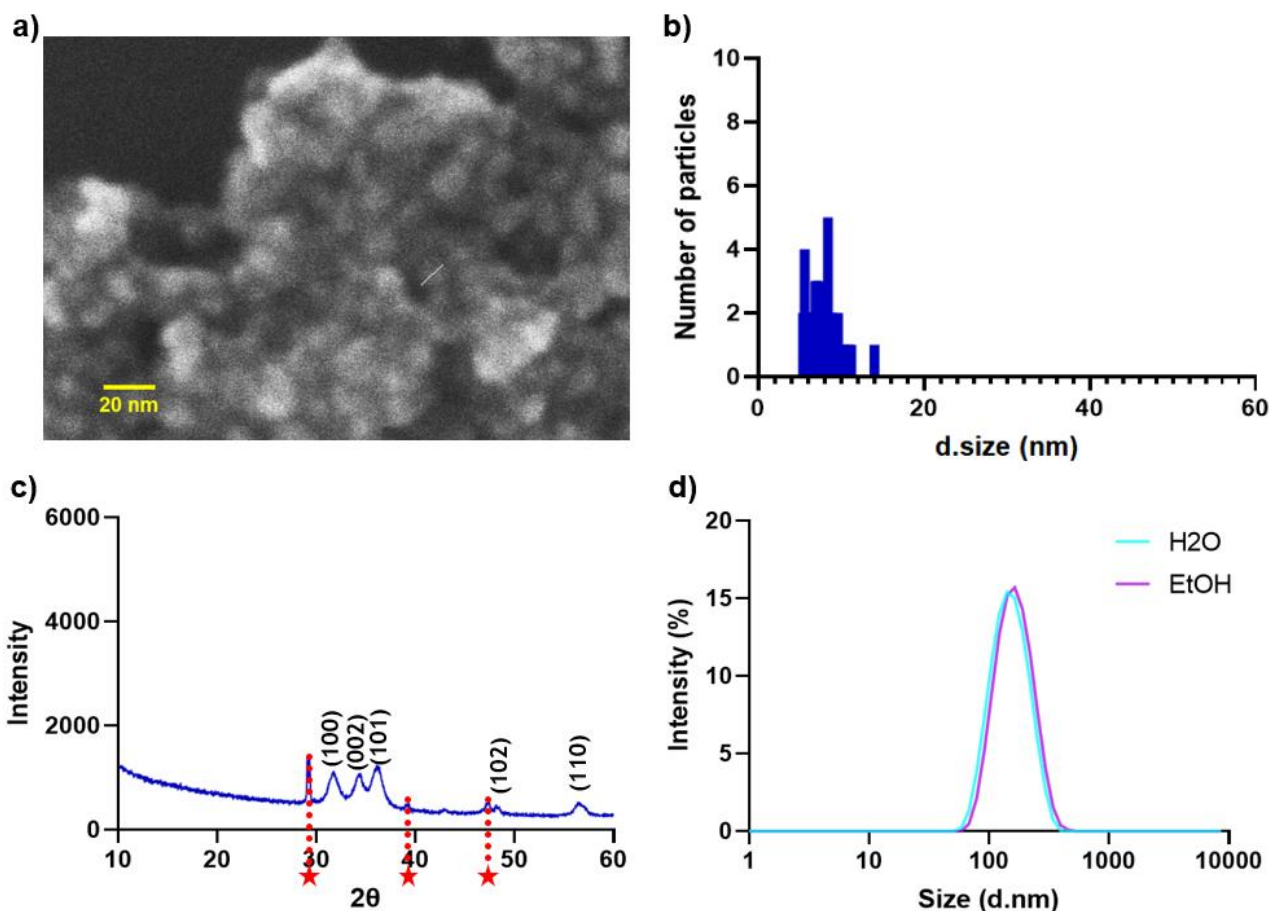 a)
20 nm
b)
10
8
6
4
2
0
0 20 40 60
Number of particles
d.size (nm)
c)
6000
4000
2000
0
10 20 30 40 50 60
Intensity
2θ
(100)
(002)
(101)
(102)
(110)
d)
20
15
10
5
0
1 10 100 1000 10000
Intensity (%)
Size (d.nm)
H2O
EtOH